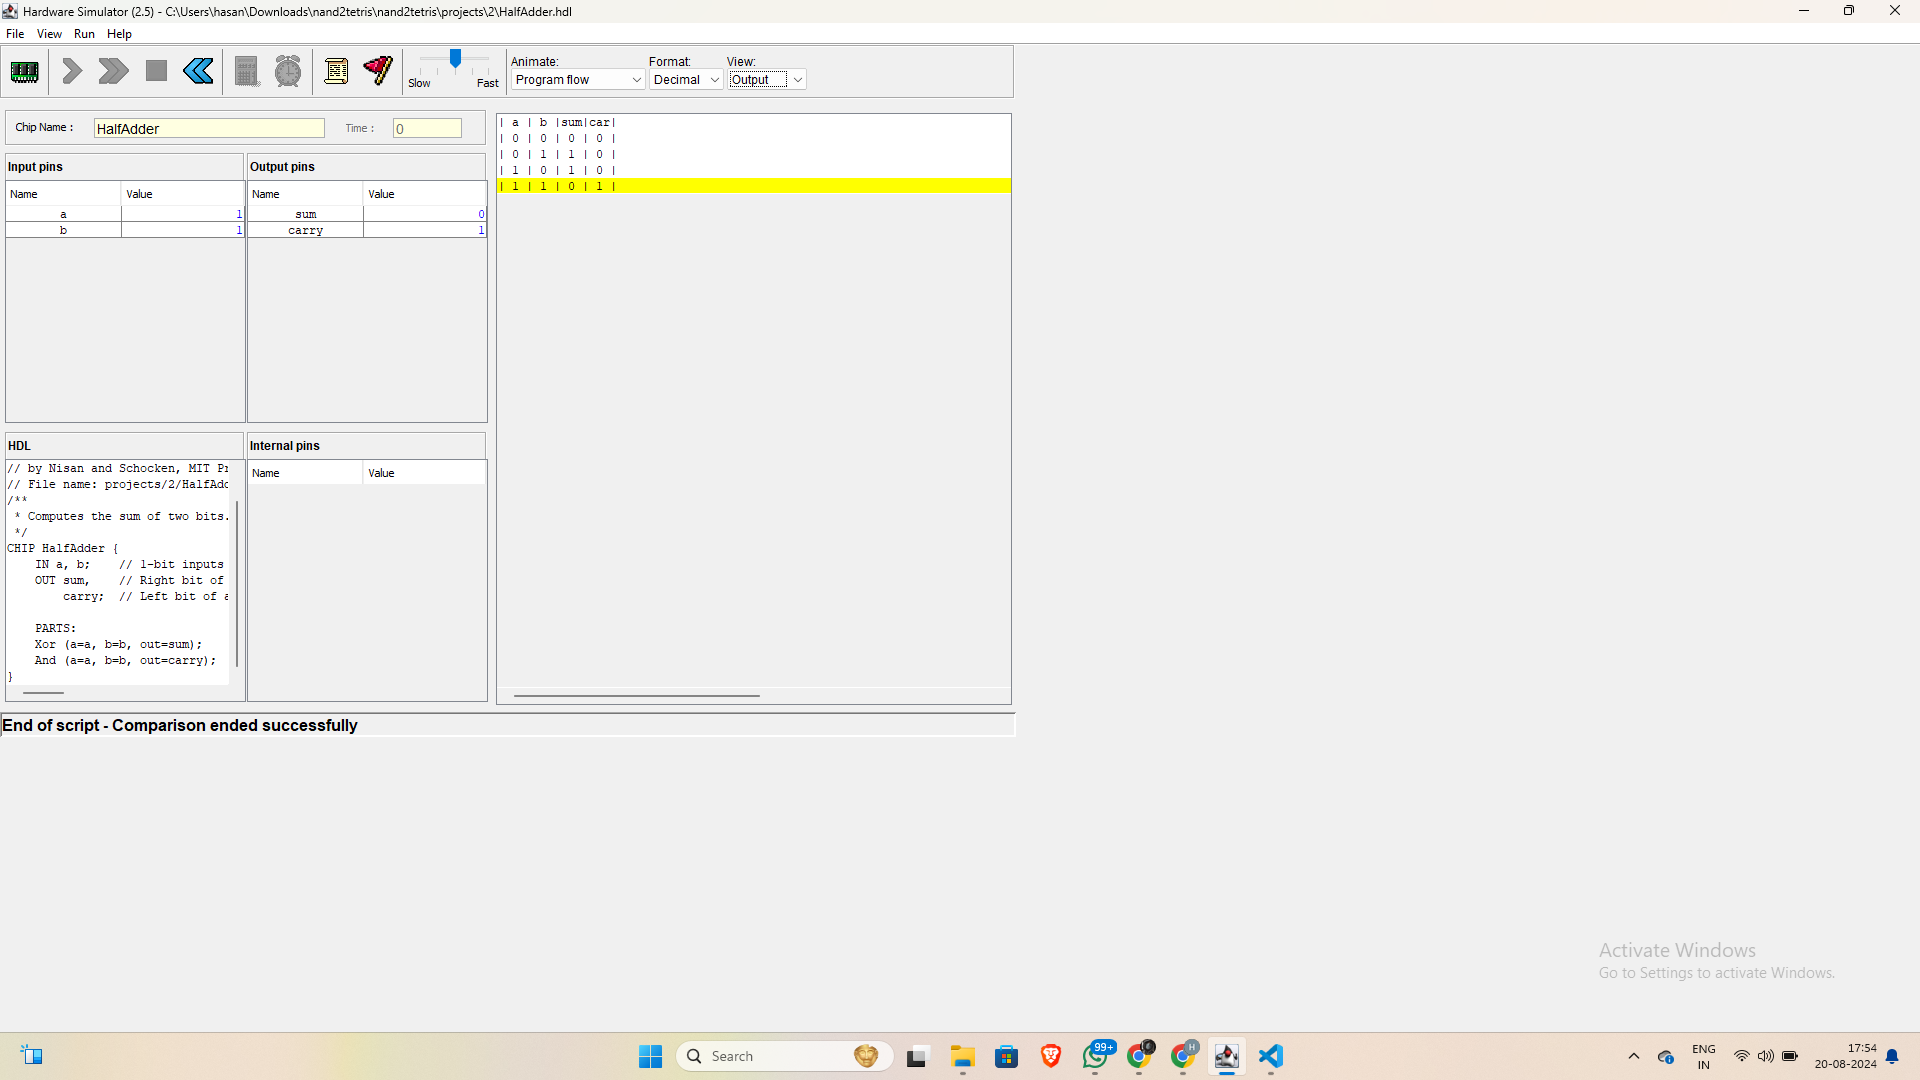 Hardware Simulator (2.5) - C:\Users\hasan\Downloads\nand2tetris\nand2tetris\projects\2\HalfAdder.hdl
File View Run Help
Animate: Format: View:
Slow Fast Program flow Decimal Output
Chip Name : HalfAdder Time : 0
Input pins Output pins
Name Value Name Value
a 1 sum 0
b 1 carry 1
| a | b |sum|car|
| 0 | 0 | 0 | 0 |
| 0 | 1 | 1 | 0 |
| 1 | 0 | 1 | 0 |
| 1 | 1 | 0 | 1 |
HDL
// by Nisan and Schocken, MIT
// File name: projects/2/
/**
* Computes the sum of two bits.
*/
CHIP HalfAdder {
IN a, b; // 1-bit inputs
OUT sum, // Right bit of
carry; // Left bit of
PARTS:
Xor (a=a, b=b, out=sum);
And (a=a, b=b, out=carry);
}
Internal pins
Name Value
End of script - Comparison ended successfully
Activate Windows
Go to Settings to activate Windows.
Search
99+
H
ENG
IN
17:54
20-08-2024